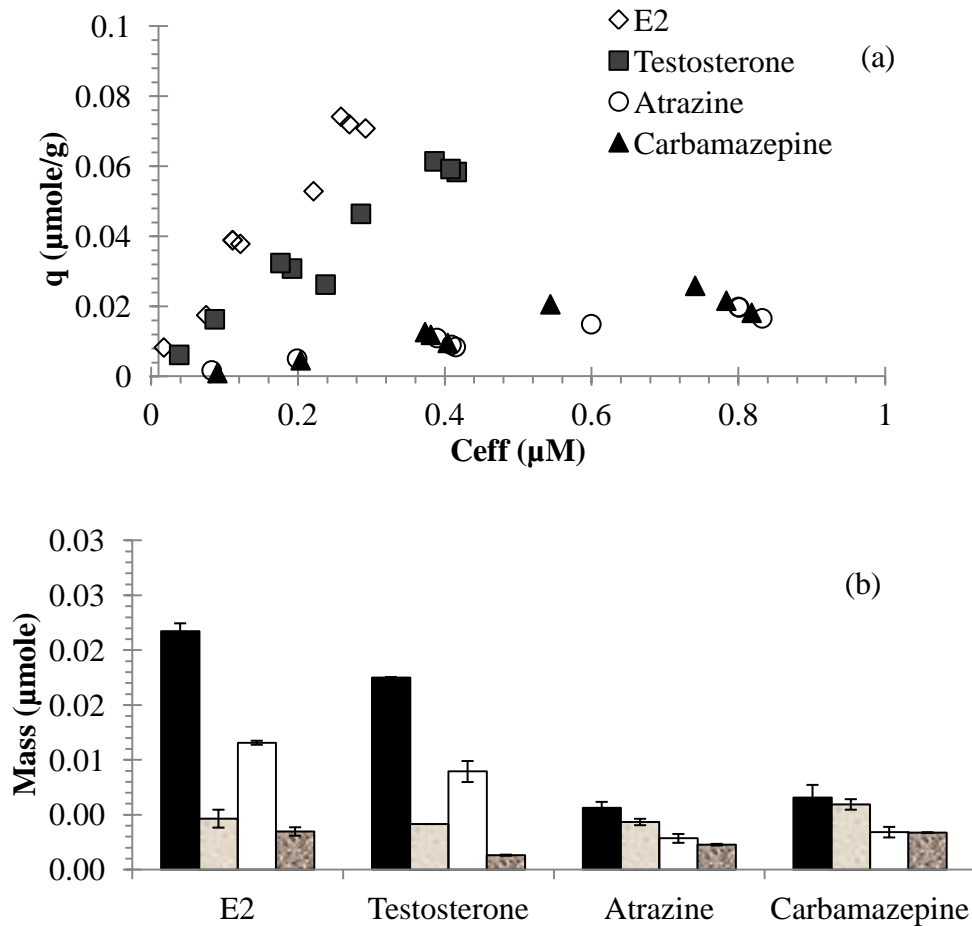 0.1
0.08
0.06
0.04
0.02
0
q (µmole/g)
E2
Testosterone
Atrazine
Carbamazepine
(a)
0 0.2 0.4 0.6 0.8 1
Ceff (µM)
0.03
0.03
0.02
0.02
0.01
0.00
0.00
Mass (µmole)
(b)
E2 Testosterone Atrazine Carbamazepine